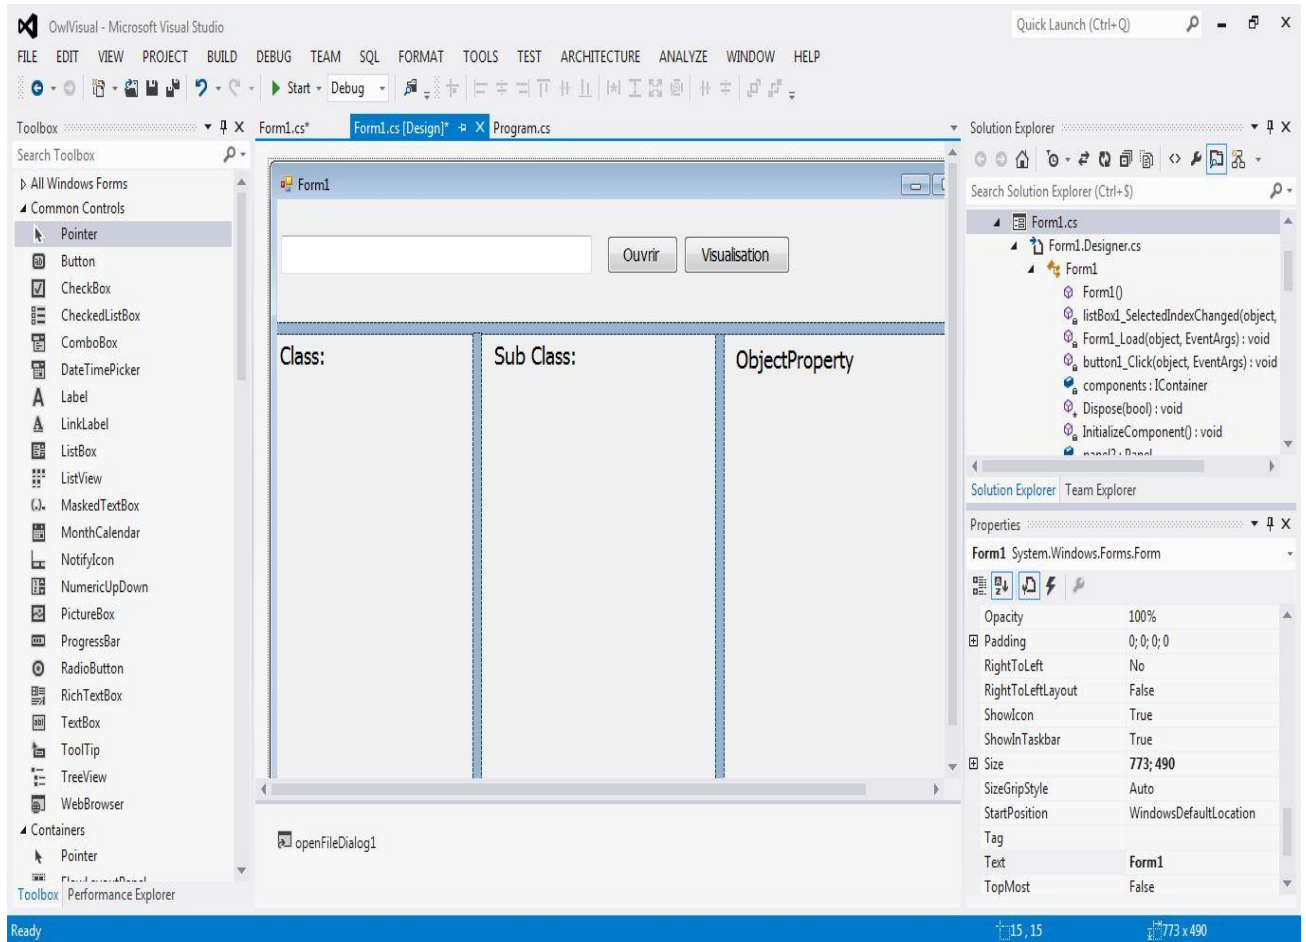 OwlVisual - Microsoft Visual Studio
Quick Launch (Ctrl+Q)
FILE EDIT VIEW PROJECT BUILD DEBUG TEAM SQL FORMAT TOOLS TEST ARCHITECTURE ANALYZE WINDOW HELP
Start Debug
Toolbox
Search Toolbox
All Windows Forms
Common Controls
Pointer
Button
CheckBox
CheckedListBox
ComboBox
DateTimePicker
Label
LinkLabel
ListBox
ListView
MaskedTextBox
MonthCalendar
NotifyIcon
NumericUpDown
PictureBox
ProgressBar
RadioButton
RichTextBox
TextBox
ToolTip
TreeView
WebBrowser
Containers
Pointer
Toolbox Performance Explorer
Form1.cs* Form1.cs [Design]* Program.cs
Form1
Ouvrir Visualisation
Class: Sub Class: ObjectProperty
openFileDialog1
Solution Explorer
Search Solution Explorer (Ctrl+$)
Form1.cs
Form1.Designer.cs
Form1
Form1()
listBox1_SelectedIndexChanged(object,
Form1_Load(object, EventArgs) : void
button1_Click(object, EventArgs) : void
components : IContainer
Dispose(bool) : void
InitializeComponent() : void
panel2 : Panel
Solution Explorer Team Explorer
Properties
Form1 System.Windows.Forms.Form
Opacity 100%
Padding 0; 0; 0; 0
RightToLeft No
RightToLeftLayout False
ShowIcon True
ShowInTaskbar True
Size 773; 490
SizeGripStyle Auto
StartPosition WindowsDefaultLocation
Tag
Text Form1
TopMost False
Ready 15 , 15 773 x 490